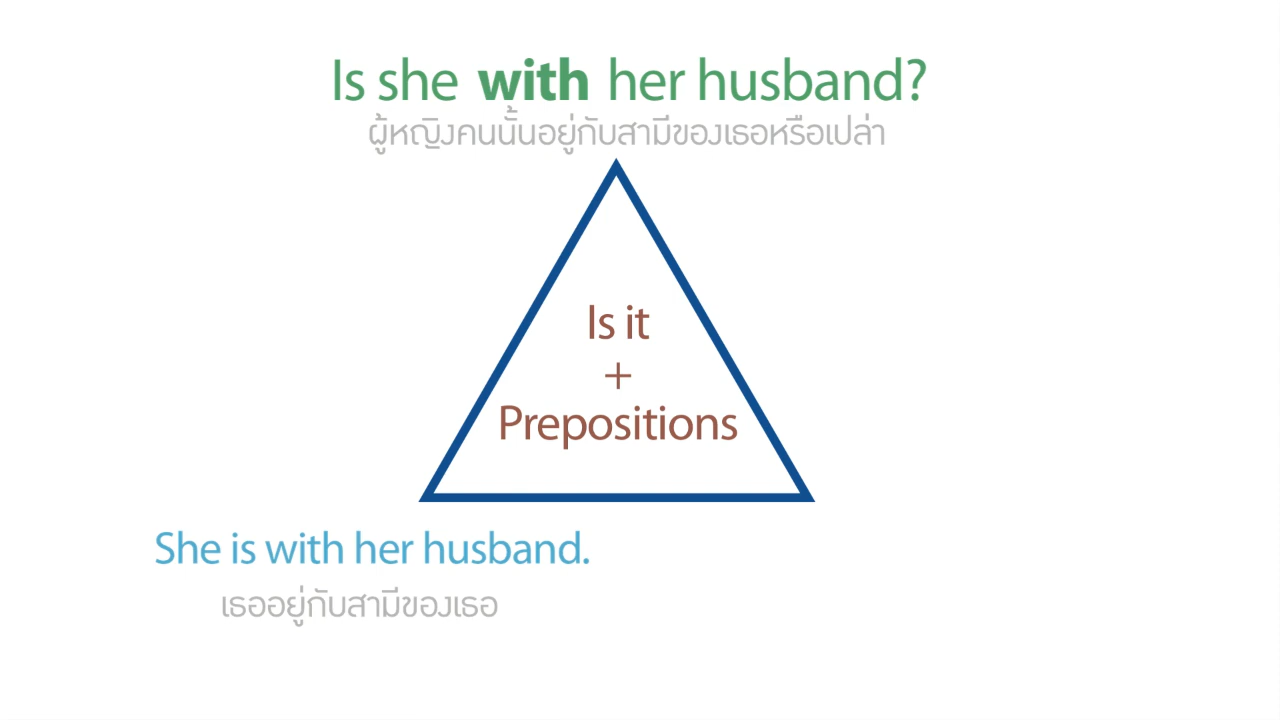 Is she with her husband?
ผู้หญิงคนนั้นอยู่กับสามีของเธอหรือเปล่า
Is it
+
Prepositions
She is with her husband.
เธออยู่กับสามีของเธอ